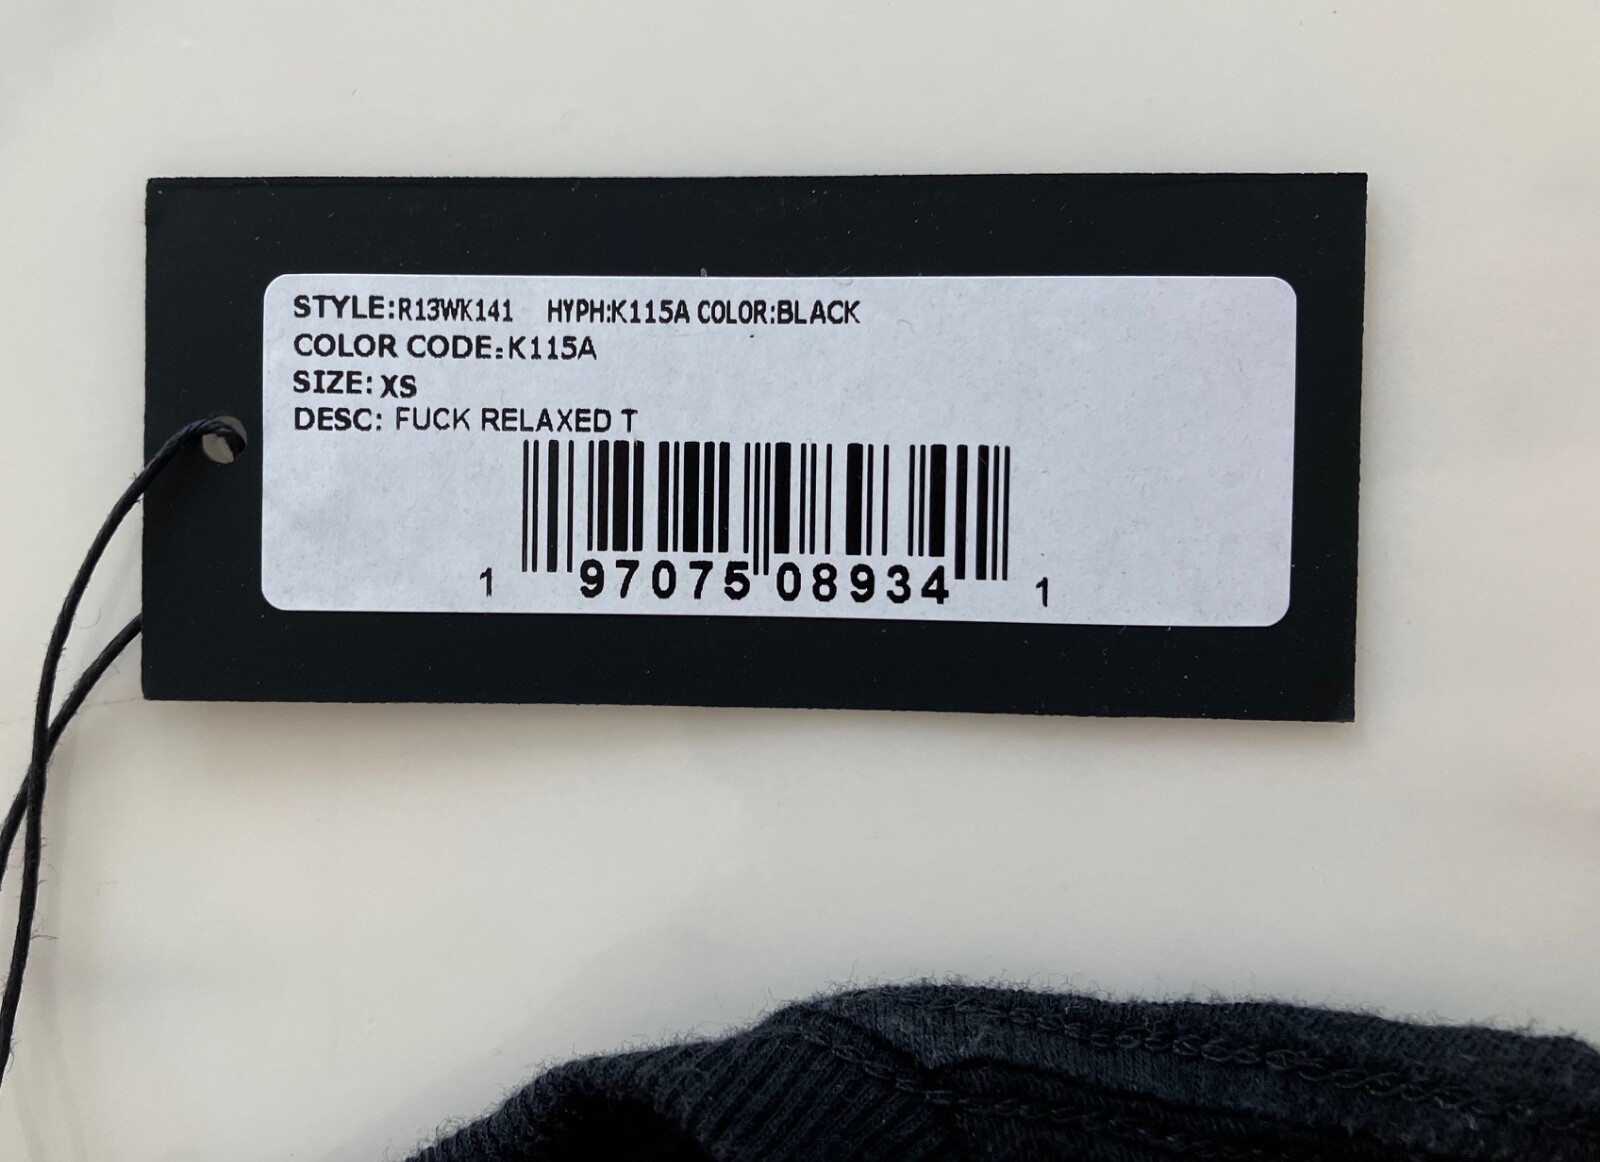 STYLE:R13WK141 HYPH:K115A COLOR:BLACK
COLOR CODE:K115A
SIZE: XS
DESC: FUCK RELAXED T
1 97075 08934 1